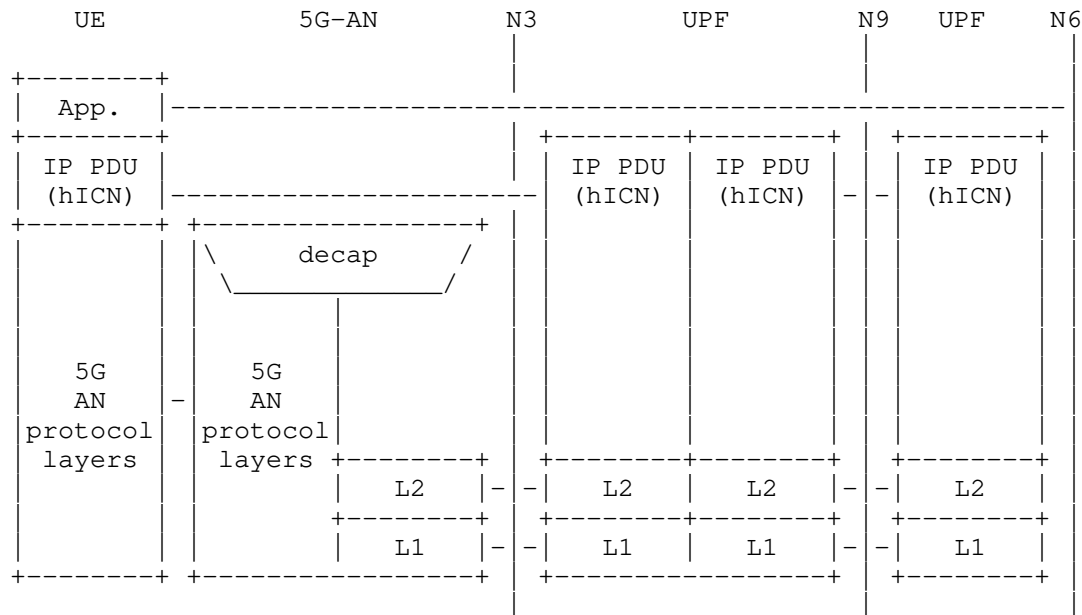 UE 5G-AN N3 UPF N9 UPF N6
App.
IP PDU IP PDU IP PDU IP PDU
(hICN) (hICN) (hICN) (hICN)
decap
5G 5G
AN AN
protocol protocol
layers layers
L2 L2 L2 L2
L1 L1 L1 L1